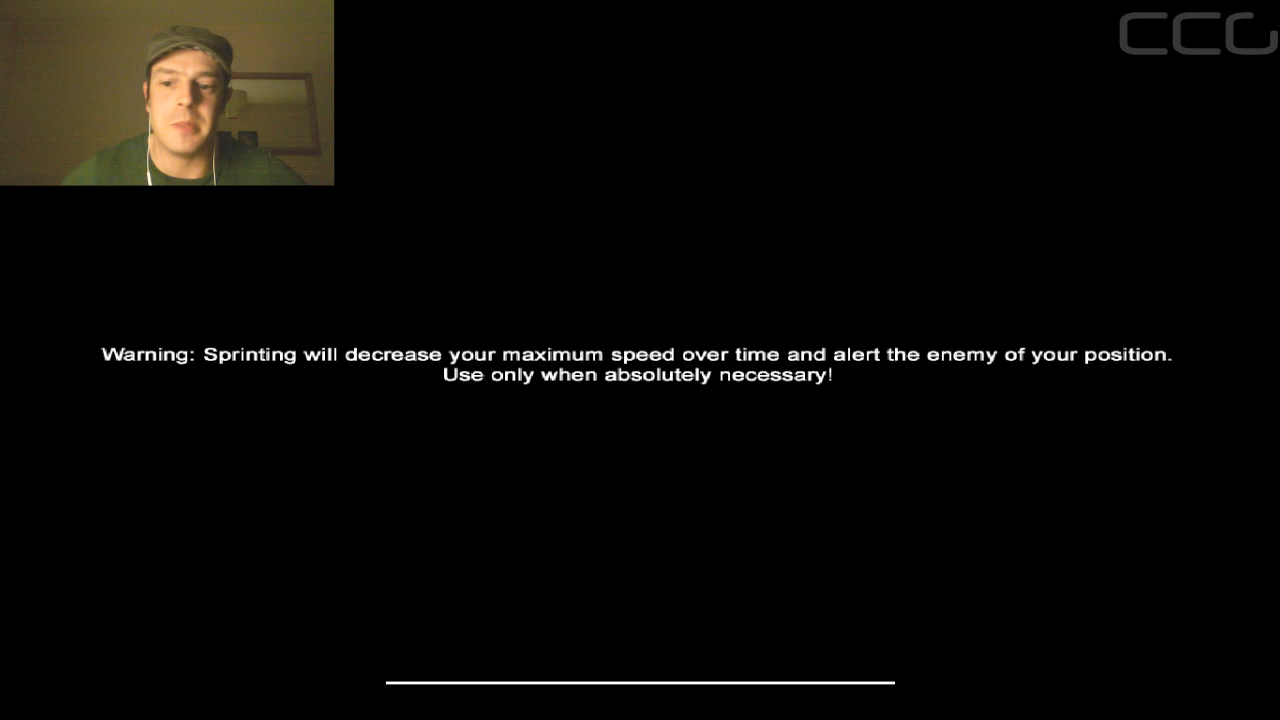 CCG
Warning: Sprinting will decrease your maximum speed over time and alert the enemy of your position.
Use only when absolutely necessary!